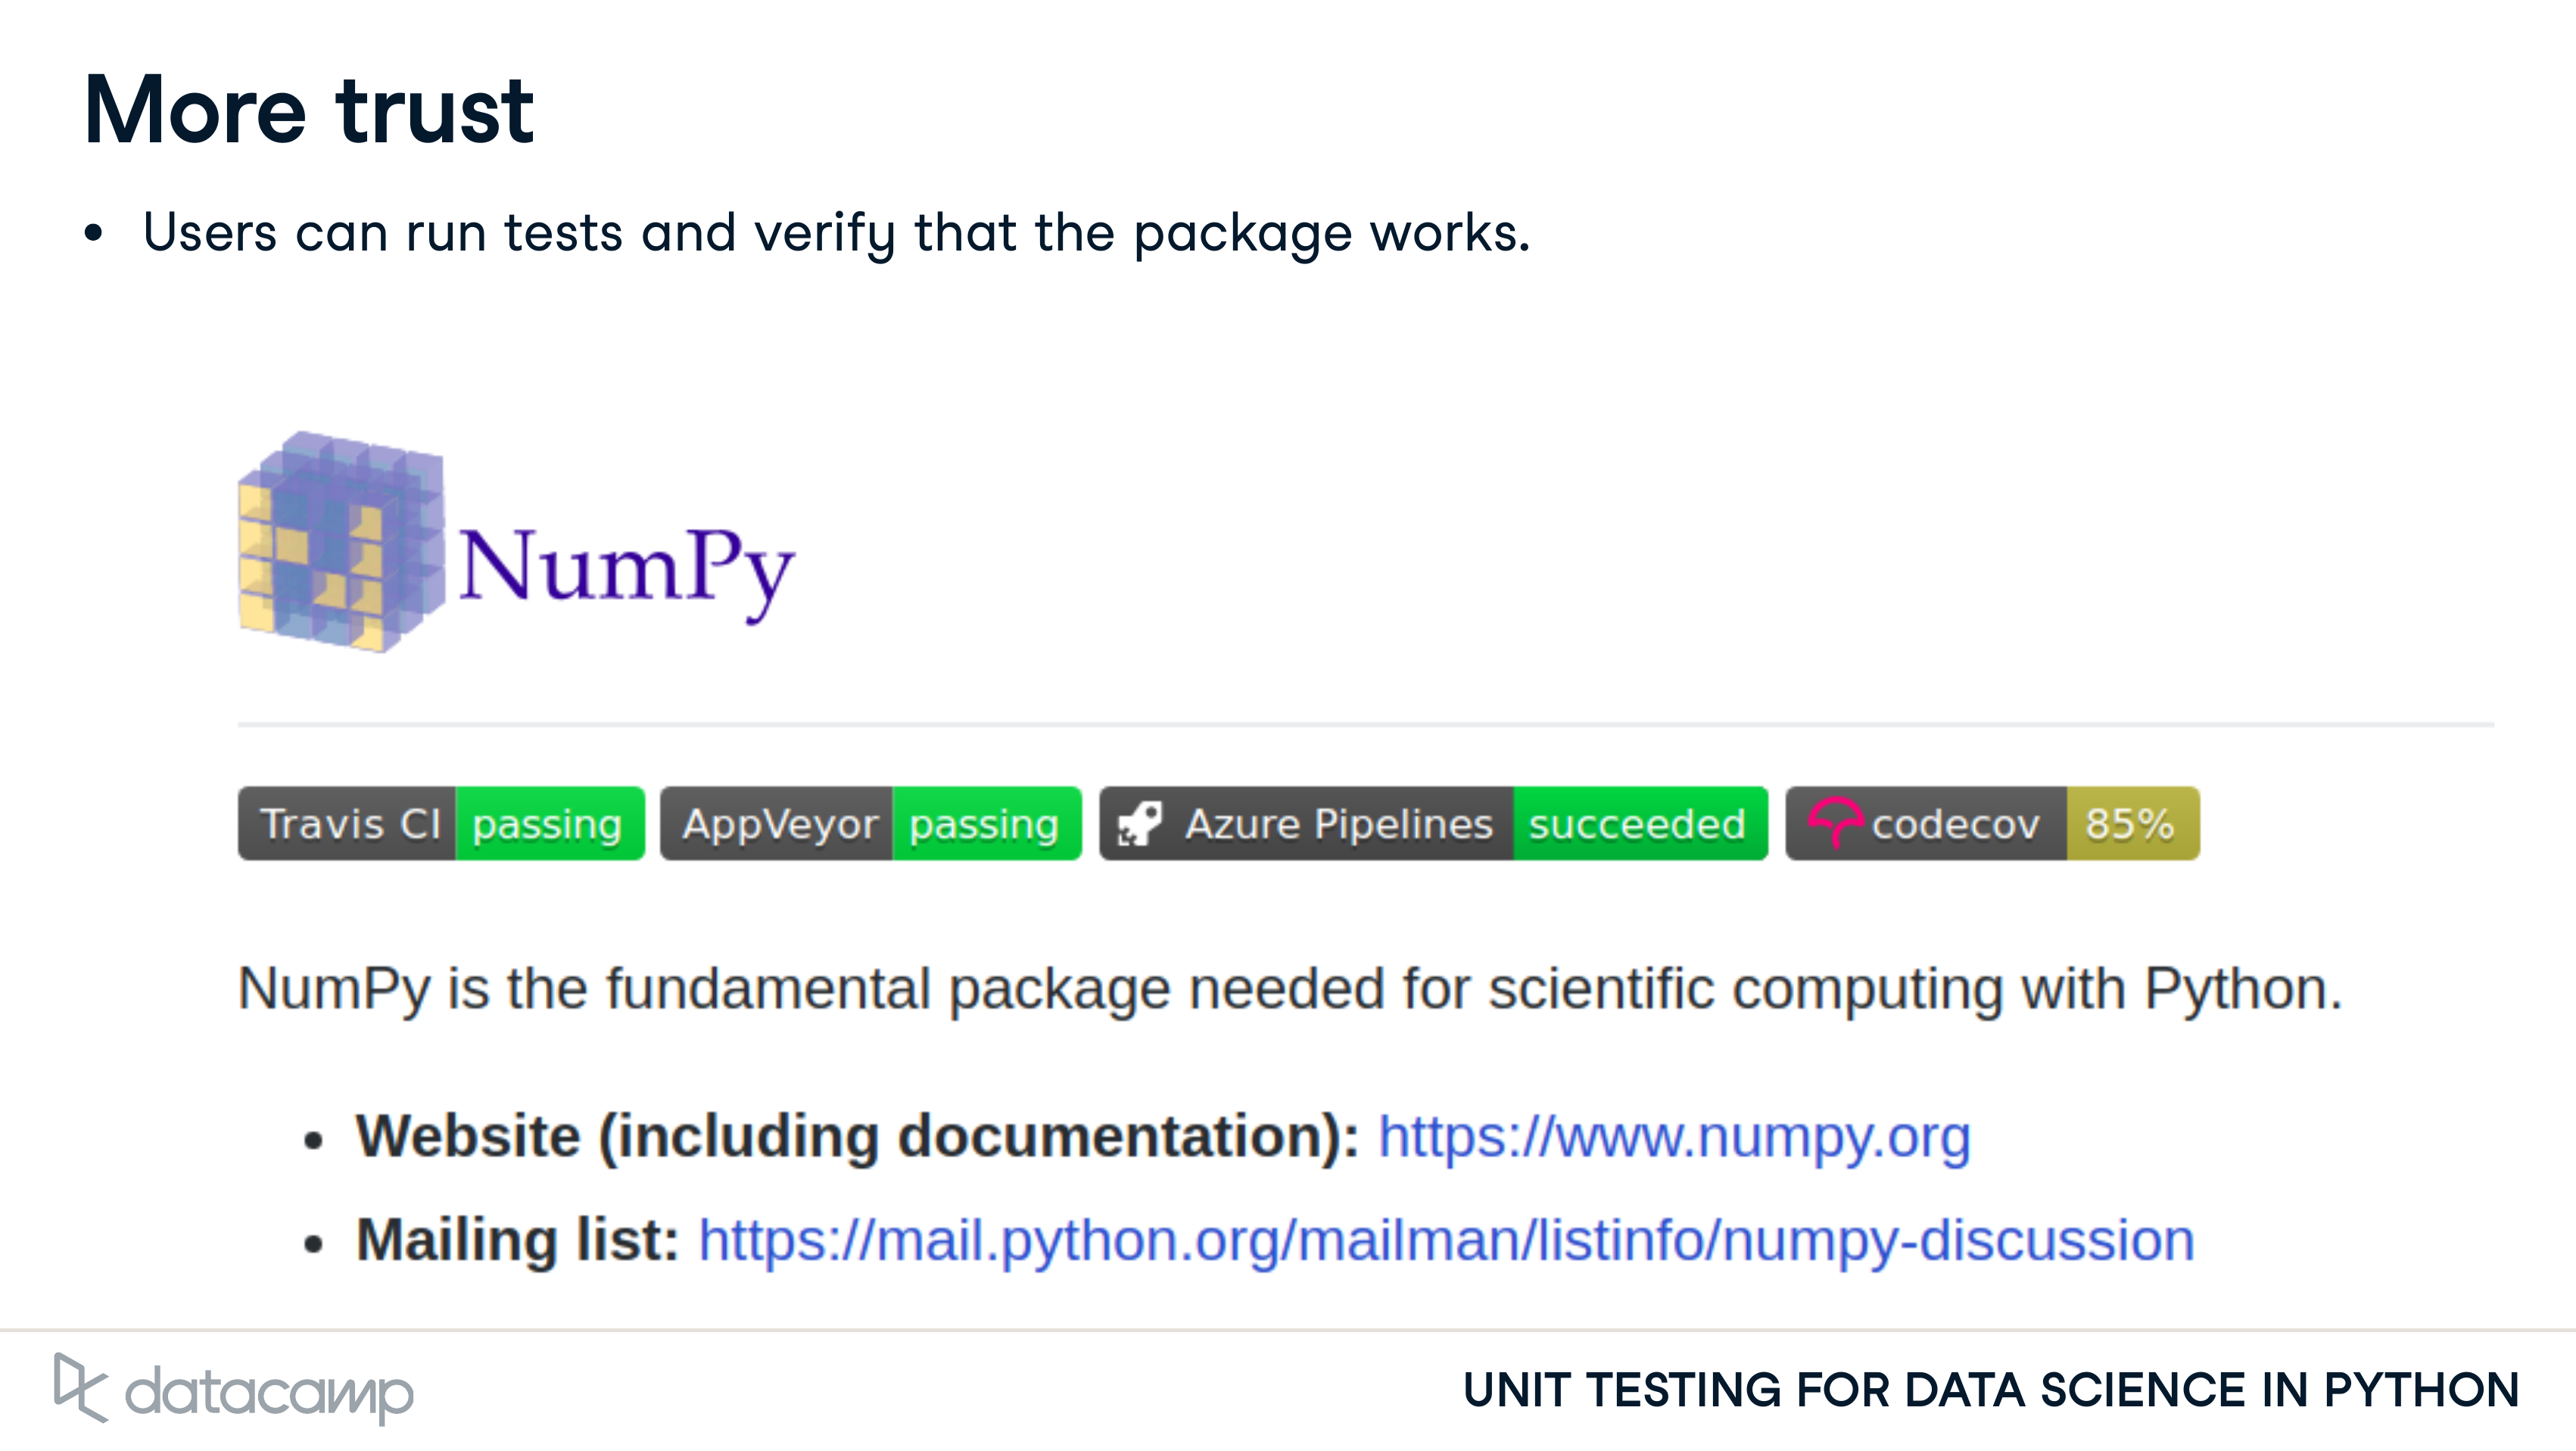 More trust
• Users can run tests and verify that the package works.
NumPy
Travis CI passing AppVeyor passing Azure Pipelines succeeded codecov 85%
NumPy is the fundamental package needed for scientific computing with Python.
• Website (including documentation): https://www.numpy.org
• Mailing list: https://mail.python.org/mailman/listinfo/numpy-discussion
datacamp
UNIT TESTING FOR DATA SCIENCE IN PYTHON